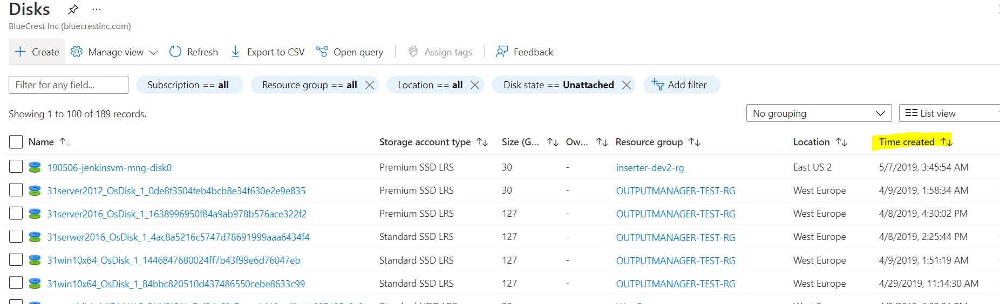 Disks ...
BlueCrest Inc (bluecrestinc.com)
Create Manage view Refresh Export to CSV Open query Assign tags Feedback
Filter for any field... Subscription == all Resource group == all Location == all Disk state == Unattached Add filter
Showing 1 to 100 of 189 records. No grouping List view
Name Storage account type Size (G... Ow... Resource group Location Time created
190506-jenkinsvm-mng-disk0 Premium SSD LRS 30 - inserter-dev2-rg East US 2 5/7/2019, 3:45:54 AM
31server2012_OsDisk_1_0de8f3504feb4bcb8e34f630e2e9e835 Premium SSD LRS 30 - OUTPUTMANAGER-TEST-RG West Europe 4/9/2019, 1:58:34 AM
31server2016_OsDisk_1_1638996950f84a9ab978b576ace322f2 Premium SSD LRS 127 - OUTPUTMANAGER-TEST-RG West Europe 4/8/2019, 4:30:02 PM
31serwer2016_OsDisk_1_4ac8a5216c5747d78691999aaa6434f4 Standard SSD LRS 127 - OUTPUTMANAGER-TEST-RG West Europe 4/8/2019, 2:25:44 PM
31win10x64_OsDisk_1_1446847680024ff7b43f99e6d76047eb Standard SSD LRS 127 - OUTPUTMANAGER-TEST-RG West Europe 4/9/2019, 1:51:19 AM
31win10x64_OsDisk_1_84bbc820510d437486550cebe8633c99 Standard SSD LRS 127 - OUTPUTMANAGER-TEST-RG West Europe 4/29/2019, 11:14:30 AM